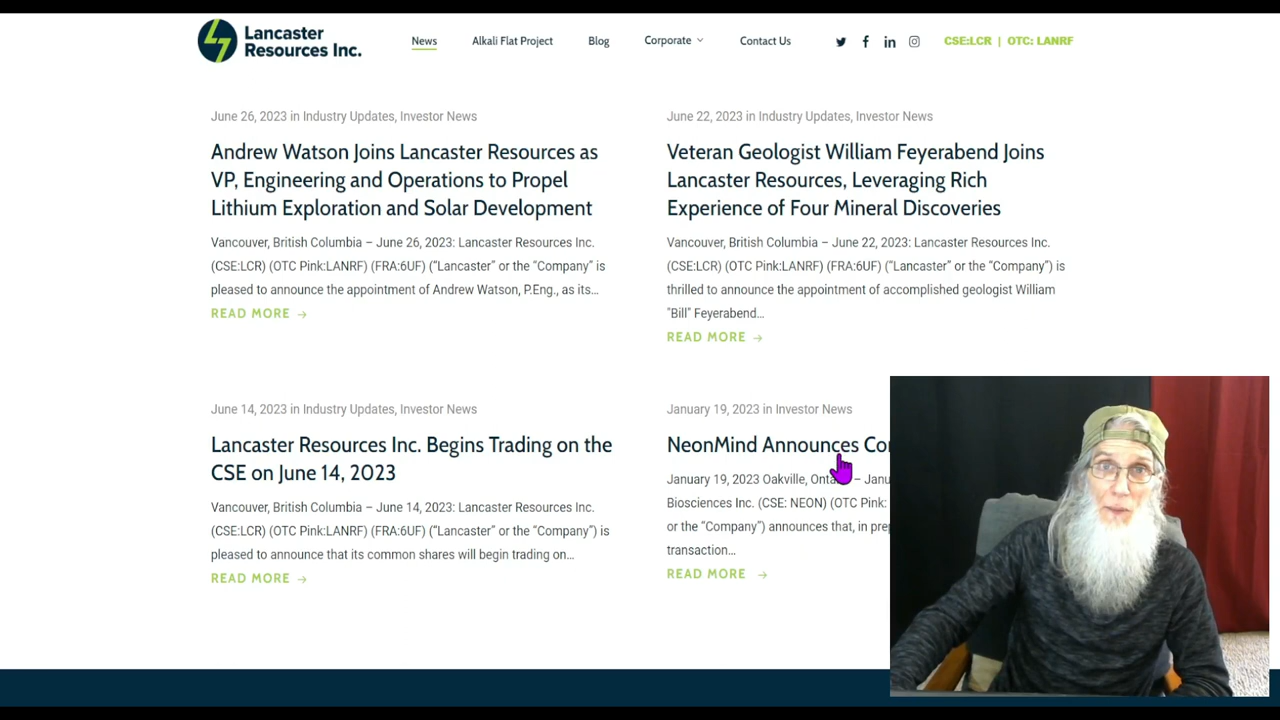 Lancaster
Resources Inc.
News
Alkali Flat Project
Blog
Corporate
Contact Us
CSE:LCR | OTC: LANRF
June 26, 2023 in Industry Updates, Investor News
Andrew Watson Joins Lancaster Resources as
VP, Engineering and Operations to Propel
Lithium Exploration and Solar Development
Vancouver, British Columbia – June 26, 2023: Lancaster Resources Inc.
(CSE:LCR) (OTC Pink:LANRF) (FRA:6UF) (“Lancaster” or the “Company” is
pleased to announce the appointment of Andrew Watson, P.Eng., as its...
READ MORE →
June 22, 2023 in Industry Updates, Investor News
Veteran Geologist William Feyerabend Joins
Lancaster Resources, Leveraging Rich
Experience of Four Mineral Discoveries
Vancouver, British Columbia – June 22, 2023: Lancaster Resources Inc.
(CSE:LCR) (OTC Pink:LANRF) (FRA:6UF) (“Lancaster” or the “Company”) is
thrilled to announce the appointment of accomplished geologist William
"Bill" Feyerabend...
READ MORE →
June 14, 2023 in Industry Updates, Investor News
Lancaster Resources Inc. Begins Trading on the
CSE on June 14, 2023
Vancouver, British Columbia – June 14, 2023: Lancaster Resources Inc.
(CSE:LCR) (OTC Pink:LANRF) (FRA:6UF) (“Lancaster” or the “Company”) is
pleased to announce that its common shares will begin trading on...
READ MORE →
January 19, 2023 in Investor News
NeonMind Announces
January 19, 2023 Oakville, –
Biosciences Inc. (CSE: NEON) (OTC Pink:
or the “Company”) announces that, in
transaction...
READ MORE →